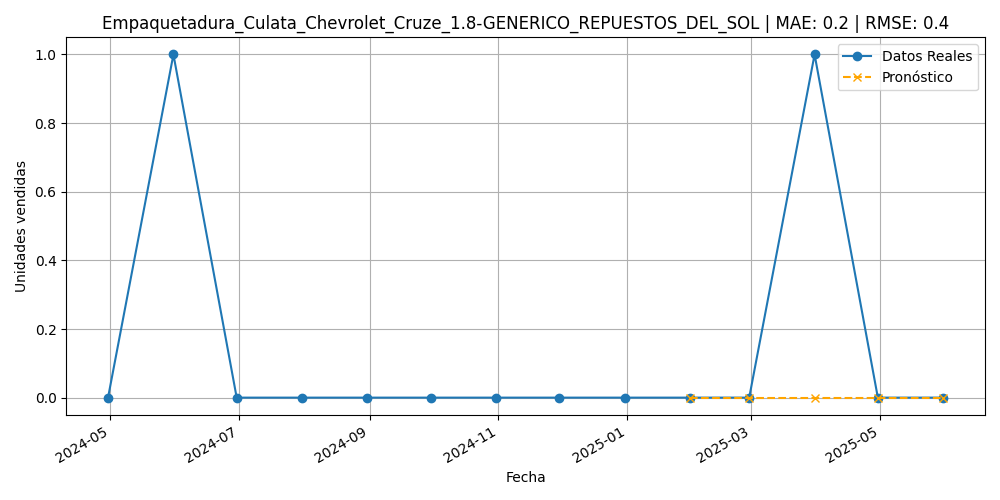 Empaquetadura_Culata_Chevrolet_Cruze_1.8-GENERICO_REPUESTOS_DEL_SOL | MAE: 0.2 | RMSE: 0.4
Datos Reales
Pronóstico
Unidades vendidas
1.0
0.8
0.6
0.4
0.2
0.0
2024-05
2024-07
2024-09
2024-11
2025-01
2025-03
2025-05
Fecha